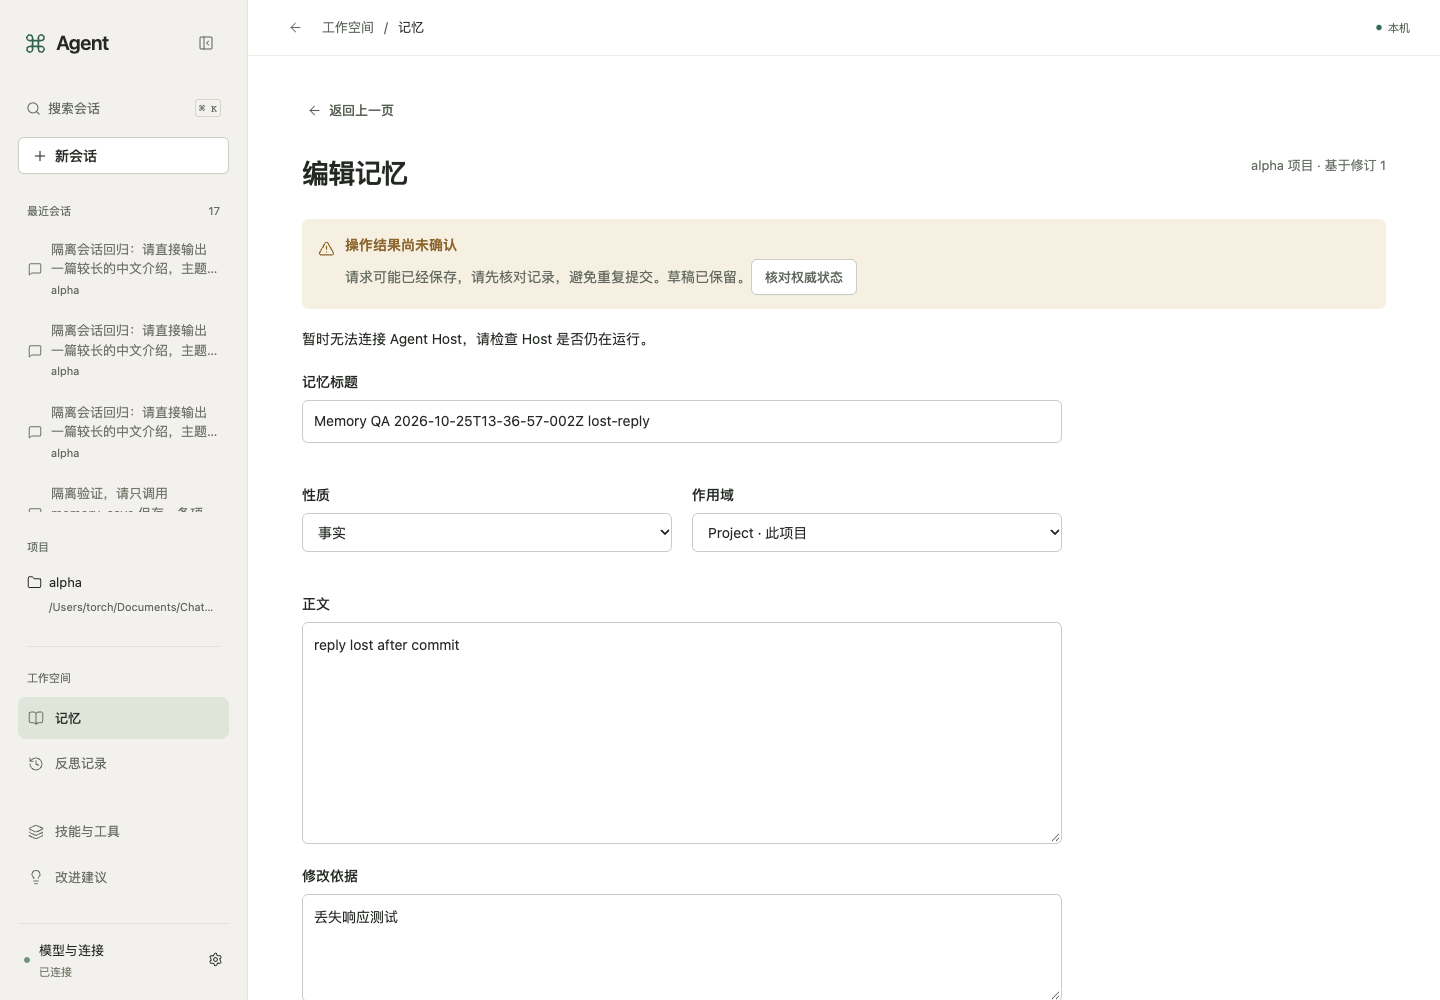 Agent
搜索会话
⌘ K
新会话
最近会话 17
隔离会话回归：请直接输出
一篇较长的中文介绍，主题…
alpha
隔离会话回归：请直接输出
一篇较长的中文介绍，主题…
alpha
隔离会话回归：请直接输出
一篇较长的中文介绍，主题…
alpha
隔离验证，请只调用
项目
alpha
/Users/torch/Documents/Chat...
工作空间
记忆
反思记录
技能与工具
改进建议
模型与连接
已连接
工作空间 / 记忆
本机
返回上一页
编辑记忆
alpha 项目 · 基于修订 1
操作结果尚未确认
请求可能已经保存，请先核对记录，避免重复提交。草稿已保留。 核对权威状态
暂时无法连接 Agent Host，请检查 Host 是否仍在运行。
记忆标题
Memory QA 2026-10-25T13-36-57-002Z lost-reply
性质 作用域
事实 Project · 此项目
正文
reply lost after commit
修改依据
丢失响应测试